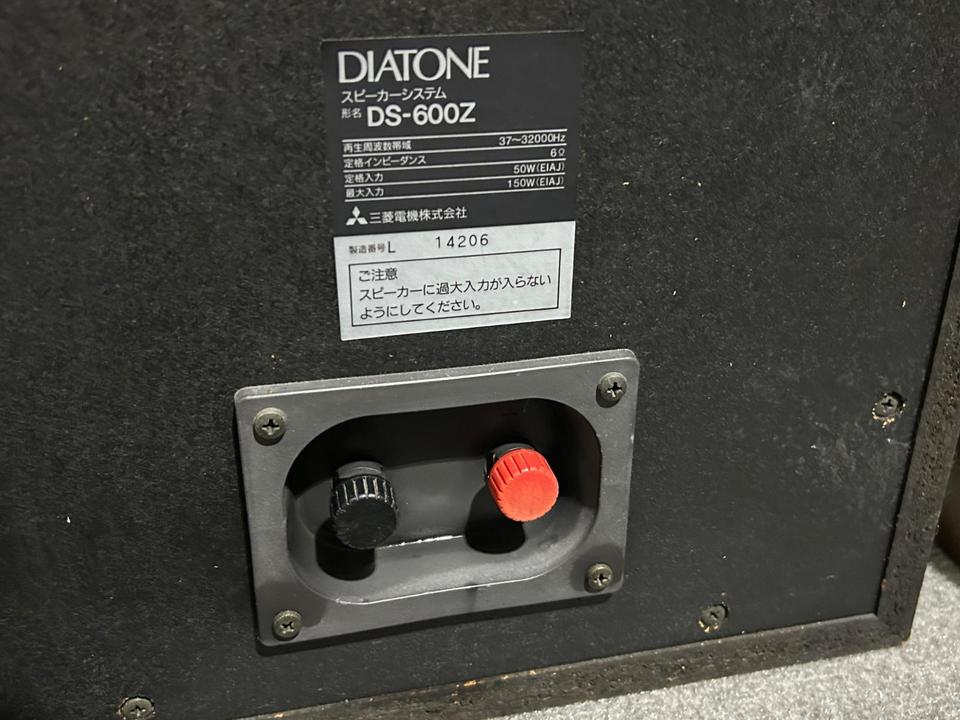 DIATONE
スピーカーシステム
形名 DS-600Z
再生周波数帯域 37〜32000Hz
定格インピーダンス 6Ω
定格入力 50W(EIAJ)
最大入力 150W(EIAJ)
三菱電機株式会社
製造番号 L 14206
ご注意
スピーカーに過大入力が入らない
ようにしてください。